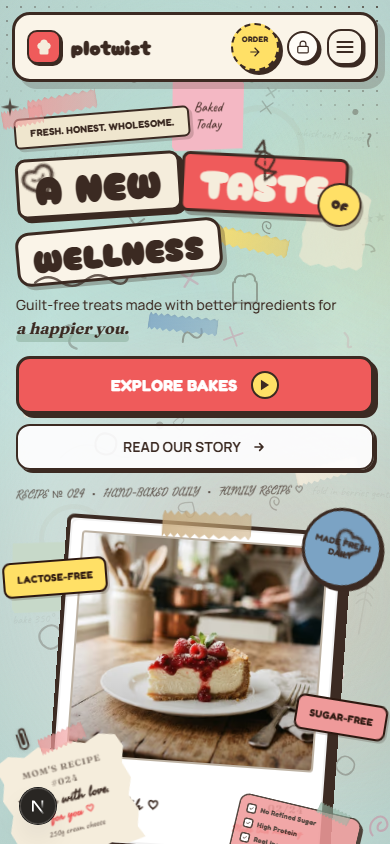 plotwist
ORDER
→
Baked
Today
FRESH. HONEST. WHOLESOME.
A NEW
TASTE
OF
WELLNESS
Guilt-free treats made with better ingredients for
a happier you.
EXPLORE BAKES
READ OUR STORY →
RECIPE № 024 • HAND-BAKED DAILY • FAMILY RECIPE ♡
MADE FRESH
DAILY
LACTOSE-FREE
SUGAR-FREE
MOM'S RECIPE
#024
with love.
for you ♡
250g cream cheese
N
No Refined Sugar
High Protein